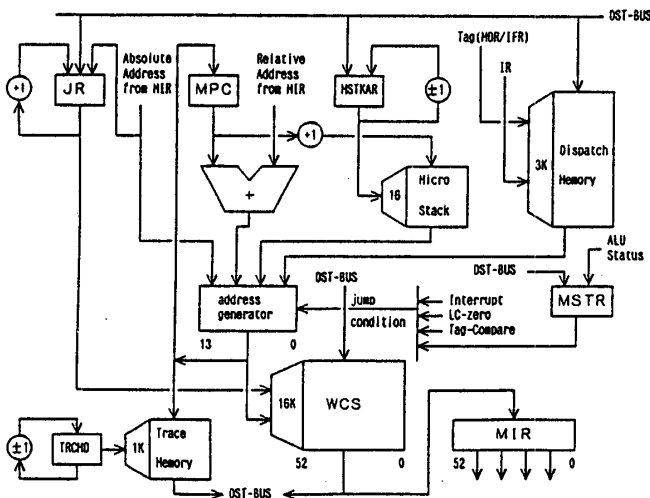 DST-BUS
Tag(MDR/IFR)
IR
+1
JR
Absolute
Address
from MIR
MPC
Relative
Address
from MIR
MSTKAR
±1
+1
+
16
Micro
Stack
3K
Dispatch
Memory
ALU
Status
DST-BUS
DST-BUS
MSTR
address
generator
13
0
jump
condition
Interrupt
LC-zero
Tag-Compare
16K
WCS
52
0
±1
TRCMD
1K
Trace
Memory
DST-BUS
MIR
52
0